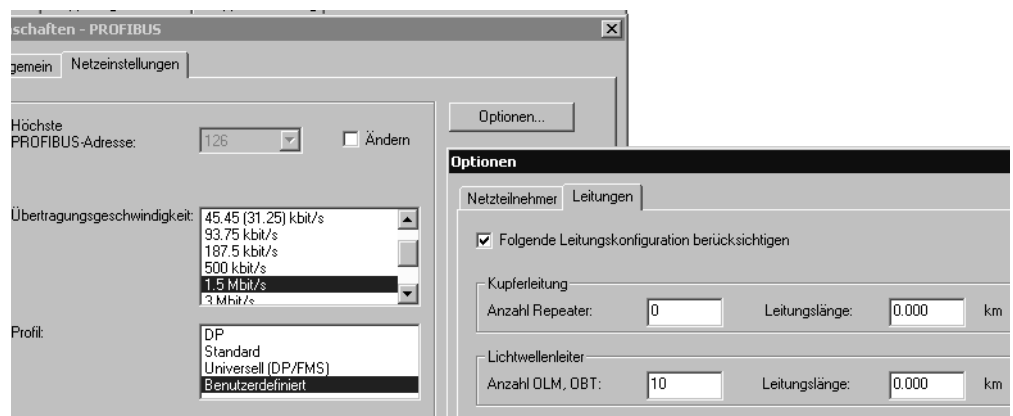 schaften - PROFIBUS
gemein Netzeinstellungen
Höchste
PROFIBUS-Adresse: 126 Ändern
Optionen...
Übertragungsgeschwindigkeit:
45.45 (31.25) kbit/s
93.75 kbit/s
187.5 kbit/s
500 kbit/s
1.5 Mbit/s
3 Mbit/s
Profil:
DP
Standard
Universell (DP/FMS)
Benutzerdefiniert
Optionen
Netzteilnehmer Leitungen
Folgende Leitungskonfiguration berücksichtigen
Kupferleitung
Anzahl Repeater: 0 Leitungslänge: 0.000 km
Lichtwellenleiter
Anzahl OLM, OBT: 10 Leitungslänge: 0.000 km